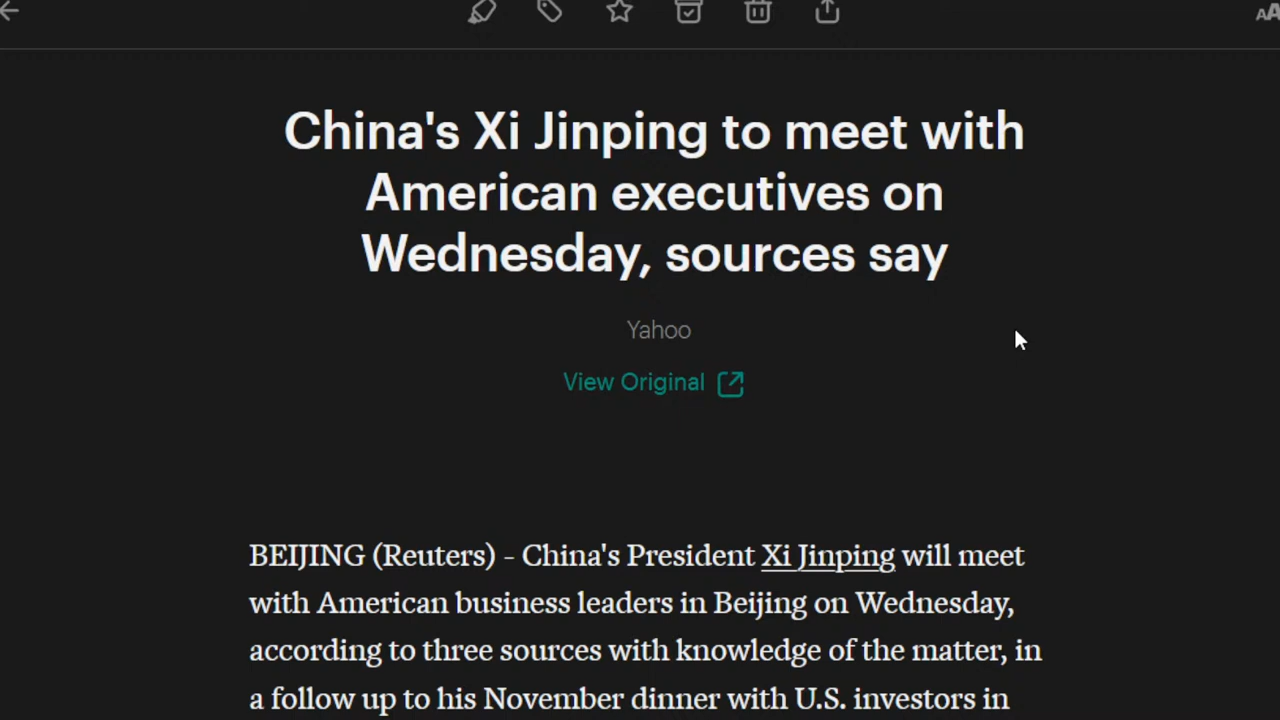 AA
China's Xi Jinping to meet with
American executives on
Wednesday, sources say
Yahoo
View Original
BEIJING (Reuters) - China's President Xi Jinping will meet
with American business leaders in Beijing on Wednesday,
according to three sources with knowledge of the matter, in
a follow up to his November dinner with U.S. investors in